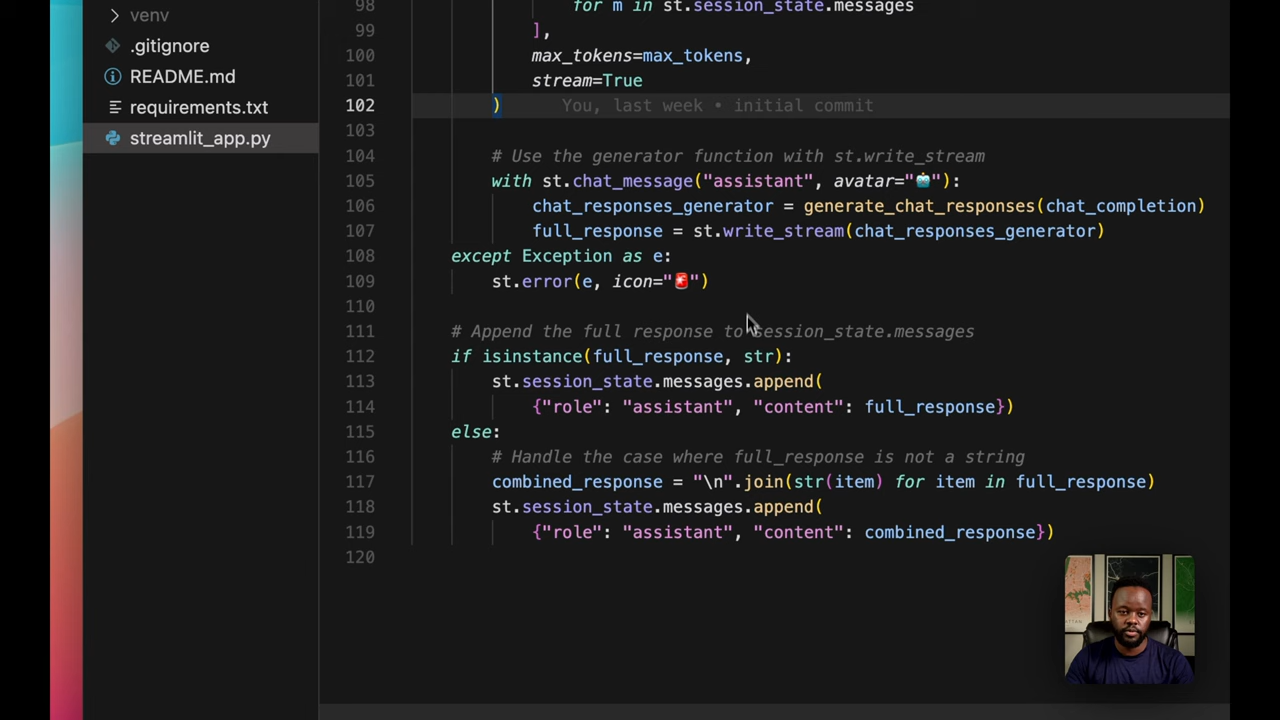 venv
.gitignore
README.md
requirements.txt
streamlit_app.py
98 for m in st.session_state.messages
99 ],
100 max_tokens=max_tokens,
101 stream=True
102 ) You, last week • initial commit
103
104 # Use the generator function with st.write_stream
105 with st.chat_message("assistant", avatar="🤖"):
106 chat_responses_generator = generate_chat_responses(chat_completion)
107 full_response = st.write_stream(chat_responses_generator)
108 except Exception as e:
109 st.error(e, icon="🚨")
110
111 # Append the full response to session_state.messages
112 if isinstance(full_response, str):
113 st.session_state.messages.append(
114 {"role": "assistant", "content": full_response})
115 else:
116 # Handle the case where full_response is not a string
117 combined_response = "\n".join(str(item) for item in full_response)
118 st.session_state.messages.append(
119 {"role": "assistant", "content": combined_response})
120